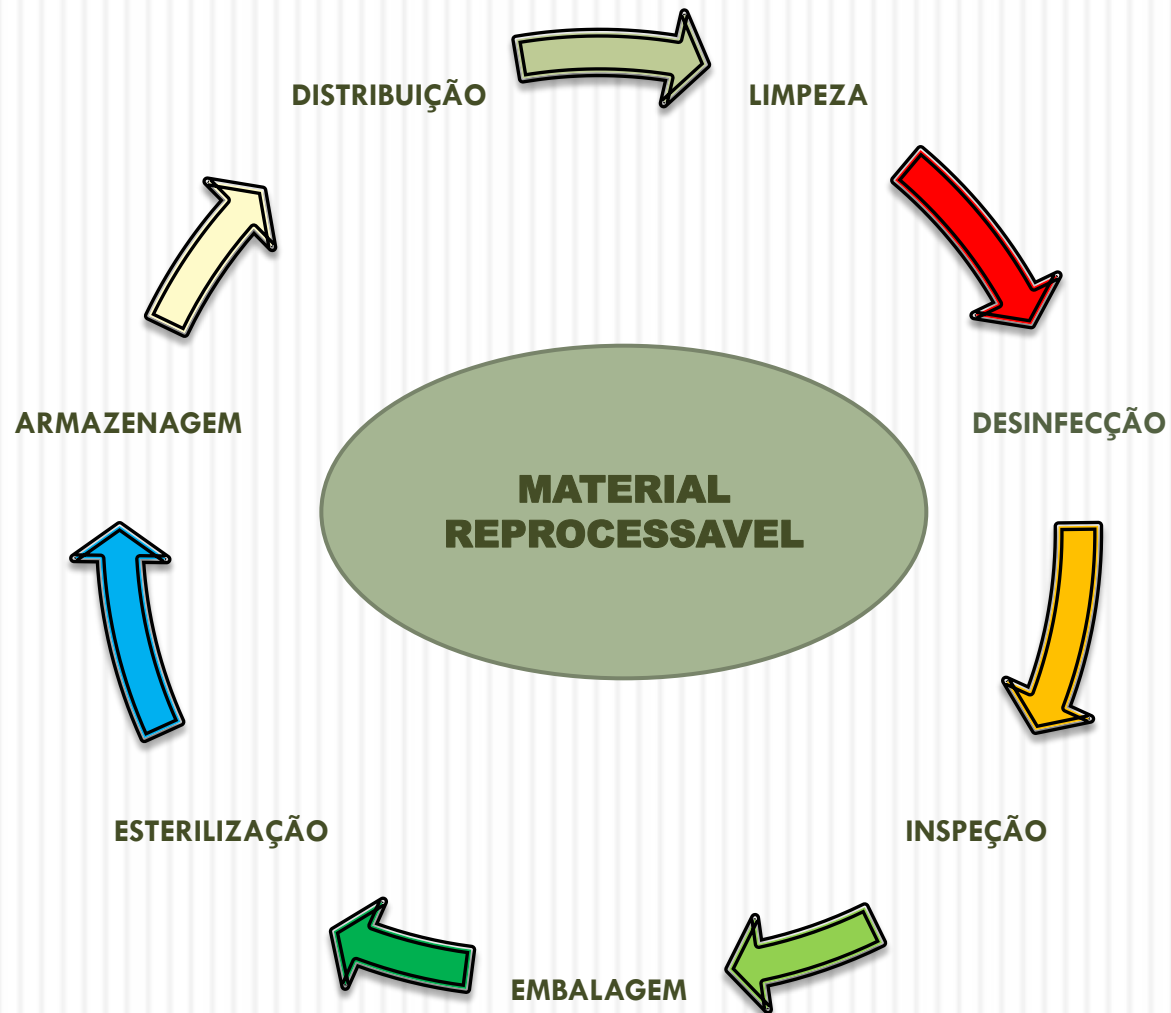 DISTRIBUIÇÃO
LIMPEZA
ARMAZENAGEM
DESINFECÇÃO
MATERIAL
REPROCESSAVEL
ESTERILIZAÇÃO
INSPEÇÃO
EMBALAGEM